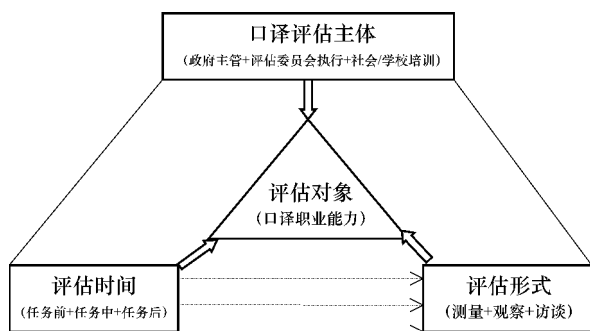 口译评估主体
(政府主管+评估委员会执行+社会/学校培训)
评估对象
(口译职业能力)
评估时间
(任务前+任务中+任务后)
评估形式
(测量+观察+访谈)